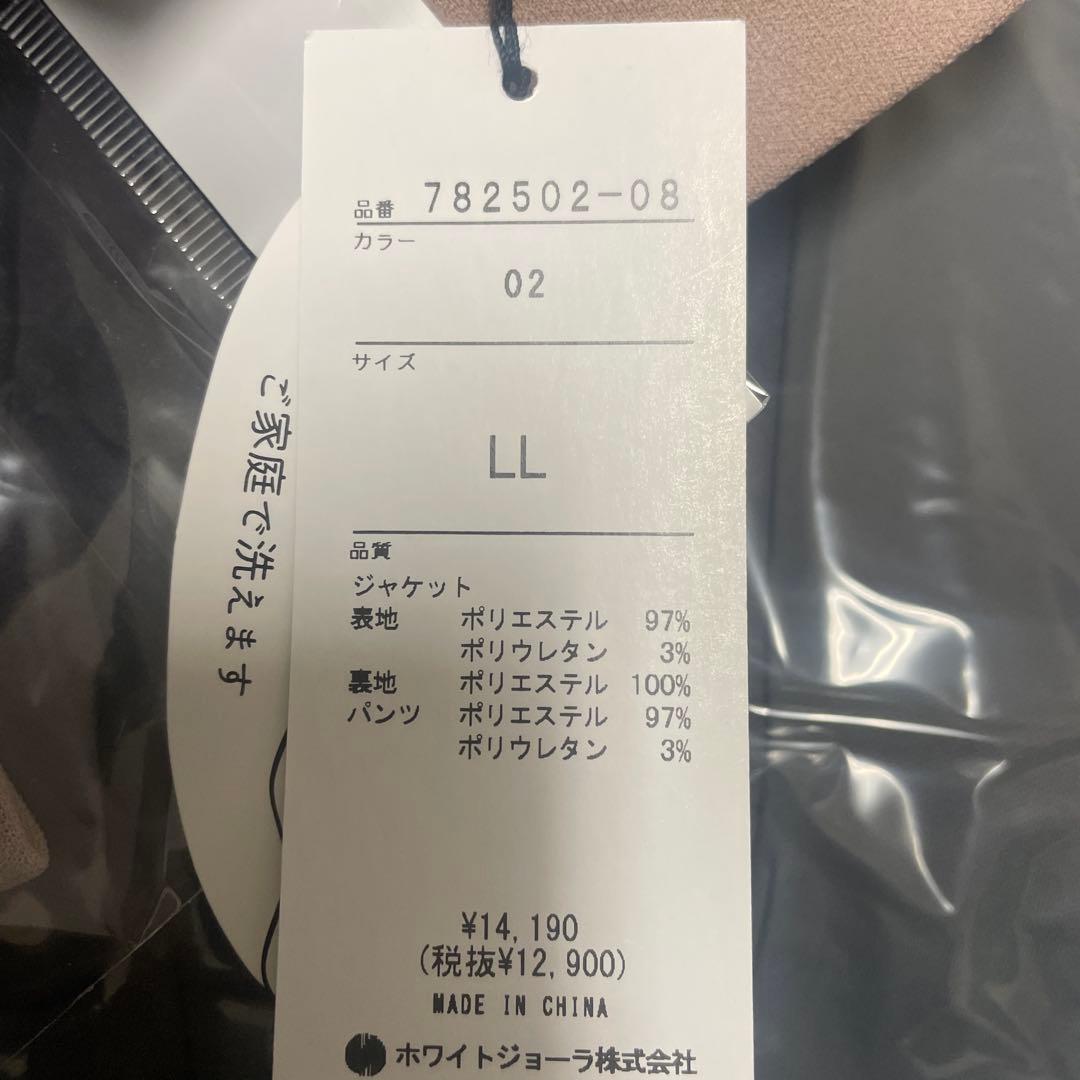 品番 782502-08
カラー
02
サイズ
LL
品質
ジャケット
表地 ポリエステル 97%
ポリウレタン 3%
裏地 ポリエステル 100%
パンツ ポリエステル 97%
ポリウレタン 3%
¥14,190
(税抜¥12,900)
MADE IN CHINA
ホワイトジョーラ株式会社
ご家庭で洗えます